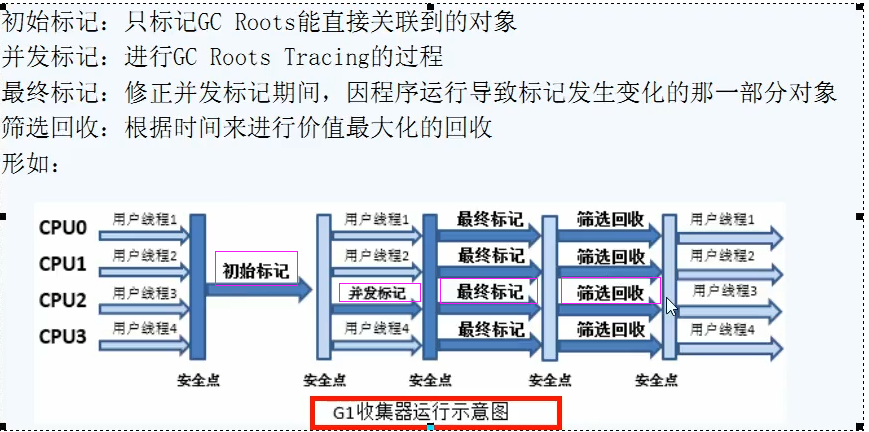 初始标记：只标记GC Roots能直接关联到的对象
并发标记：进行GC Roots Tracing的过程
最终标记：修正并发标记期间，因程序运行导致标记发生变化的那一部分对象
筛选回收：根据时间来进行价值最大化的回收
形如：
CPU0 用户线程1 用户线程1 最终标记 筛选回收 用户线程1
CPU1 用户线程2 初始标记 用户线程2 最终标记 筛选回收 用户线程2
CPU2 用户线程3 并发标记 最终标记 筛选回收 用户线程3
CPU3 用户线程4 用户线程4 最终标记 筛选回收 用户线程4
安全点 安全点 安全点 安全点 安全点
G1收集器运行示意图